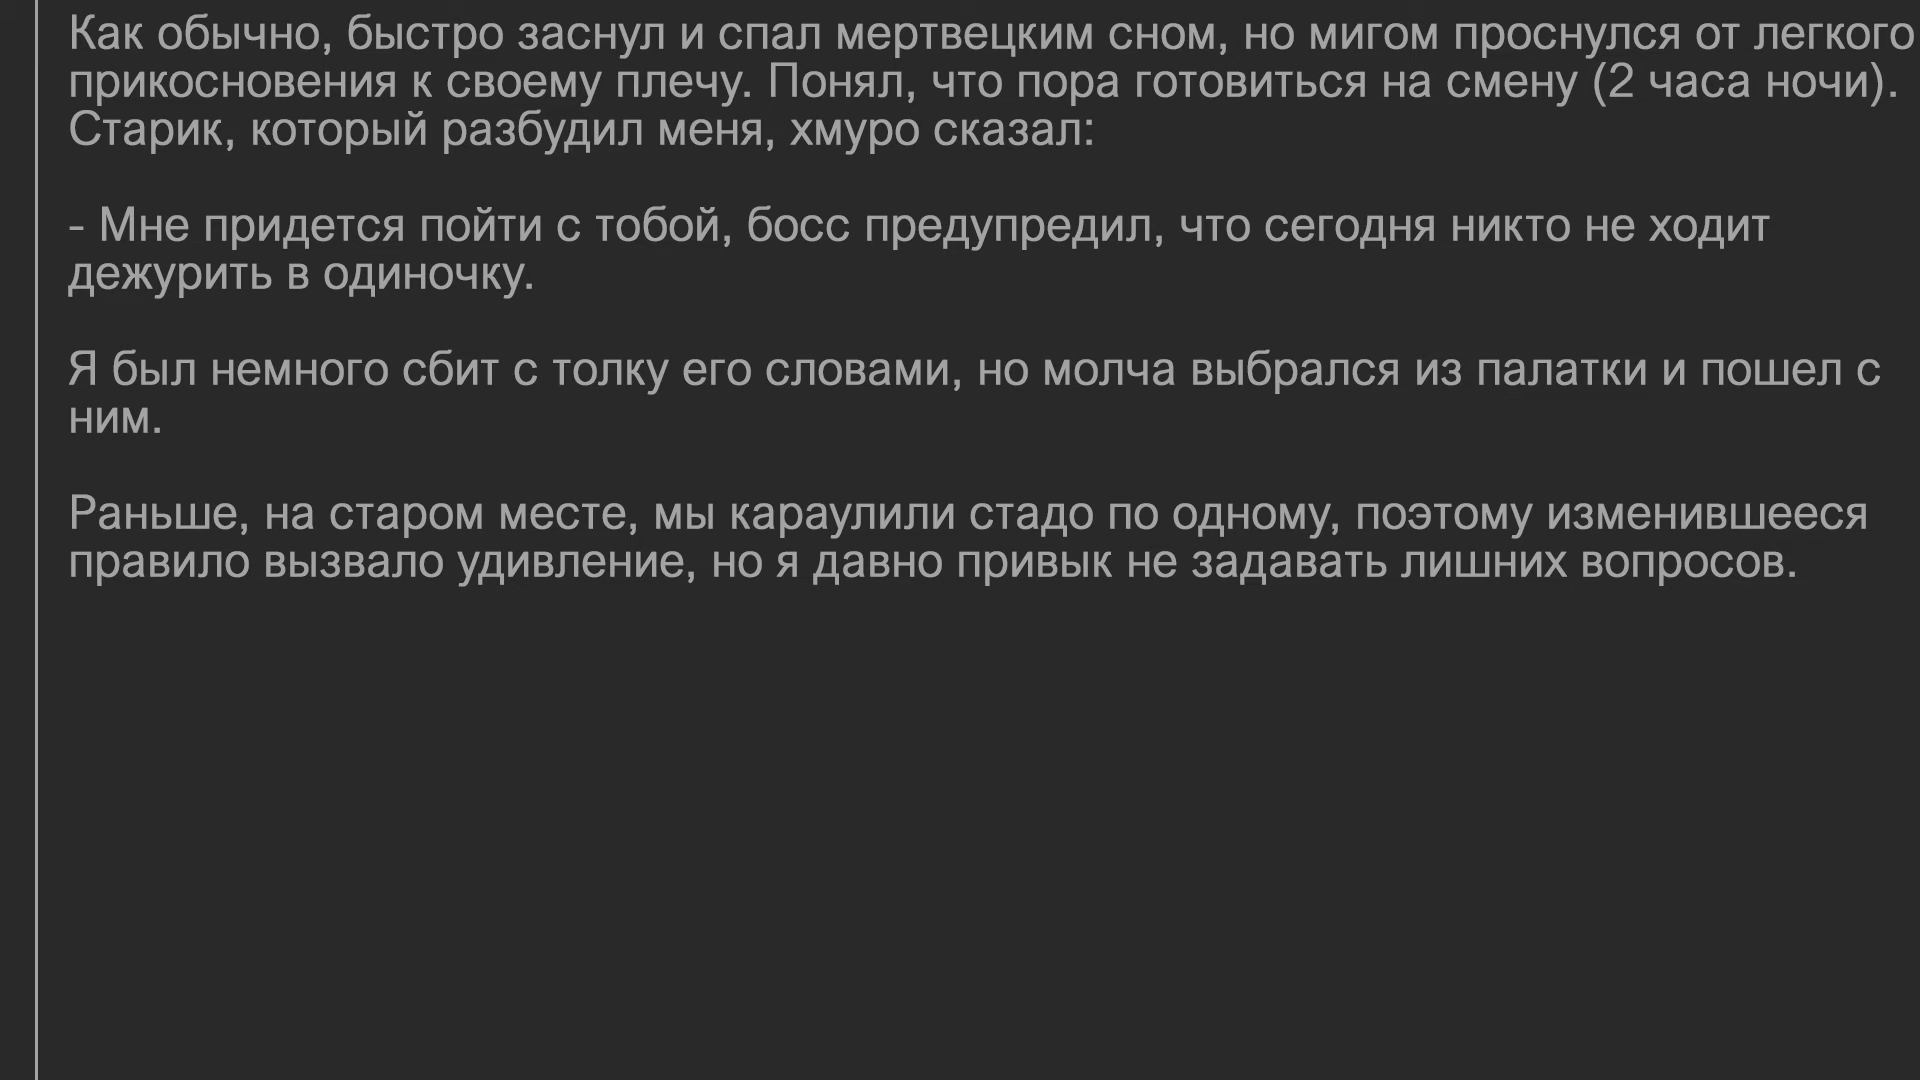 Как обычно, быстро заснул и спал мертвецким сном, но мигом проснулся от легкого
прикосновения к своему плечу. Понял, что пора готовиться на смену (2 часа ночи).
Старик, который разбудил меня, хмуро сказал:
- Мне придется пойти с тобой, босс предупредил, что сегодня никто не ходит
дежурить в одиночку.
Я был немного сбит с толку его словами, но молча выбрался из палатки и пошел с
ним.
Раньше, на старом месте, мы караулили стадо по одному, поэтому изменившееся
правило вызвало удивление, но я давно привык не задавать лишних вопросов.